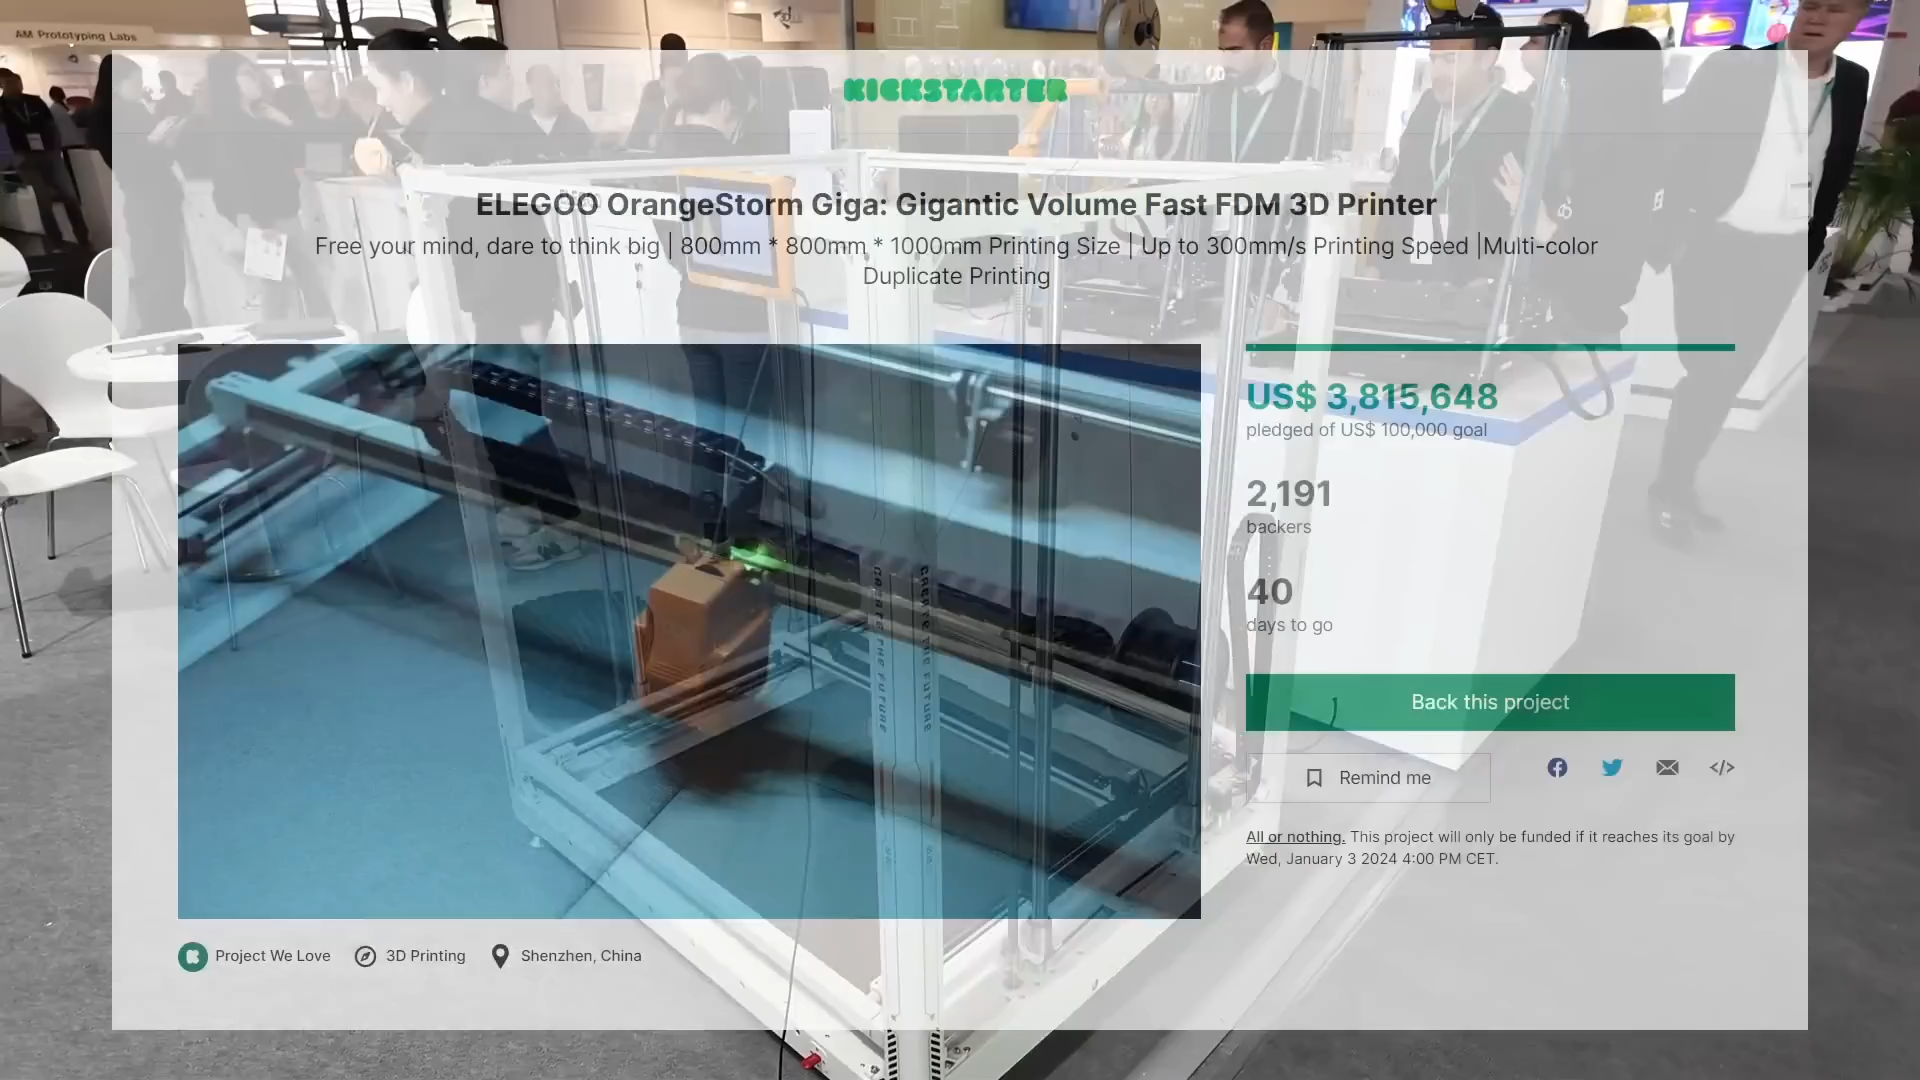 AM Prototyping Labs
KICKSTARTER
ELEGOO OrangeStorm Giga: Gigantic Volume Fast FDM 3D Printer
Free your mind, dare to think big | 800mm * 800mm * 1000mm Printing Size | Up to 300mm/s Printing Speed |Multi-color
Duplicate Printing
US$ 3,815,648
pledged of US$ 100,000 goal
2,191
backers
40
days to go
Back this project
Remind me
</>
All or nothing. This project will only be funded if it reaches its goal by
Wed, January 3 2024 4:00 PM CET.
CREATE THE FUTURE
CREATE THE FUTURE
Project We Love
3D Printing
Shenzhen, China